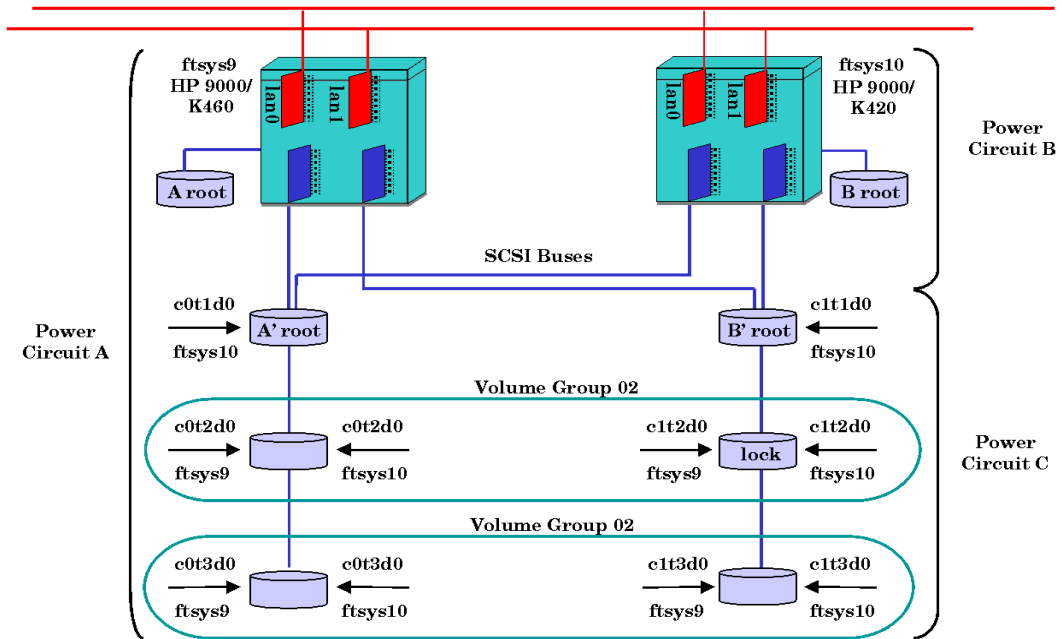 ftsys9
HP 9000/
K460
lan0
lan1
ftsys10
HP 9000/
K420
lan0
lan1
Power
Circuit B
A root
B root
SCSI Buses
c0t1d0
ftsys10
A' root
B' root
c1t1d0
ftsys10
Power
Circuit A
Volume Group 02
c0t2d0
ftsys9
c0t2d0
ftsys10
c1t2d0
ftsys9
lock
c1t2d0
ftsys10
Power
Circuit C
Volume Group 02
c0t3d0
ftsys9
c0t3d0
ftsys10
c1t3d0
ftsys9
c1t3d0
ftsys10